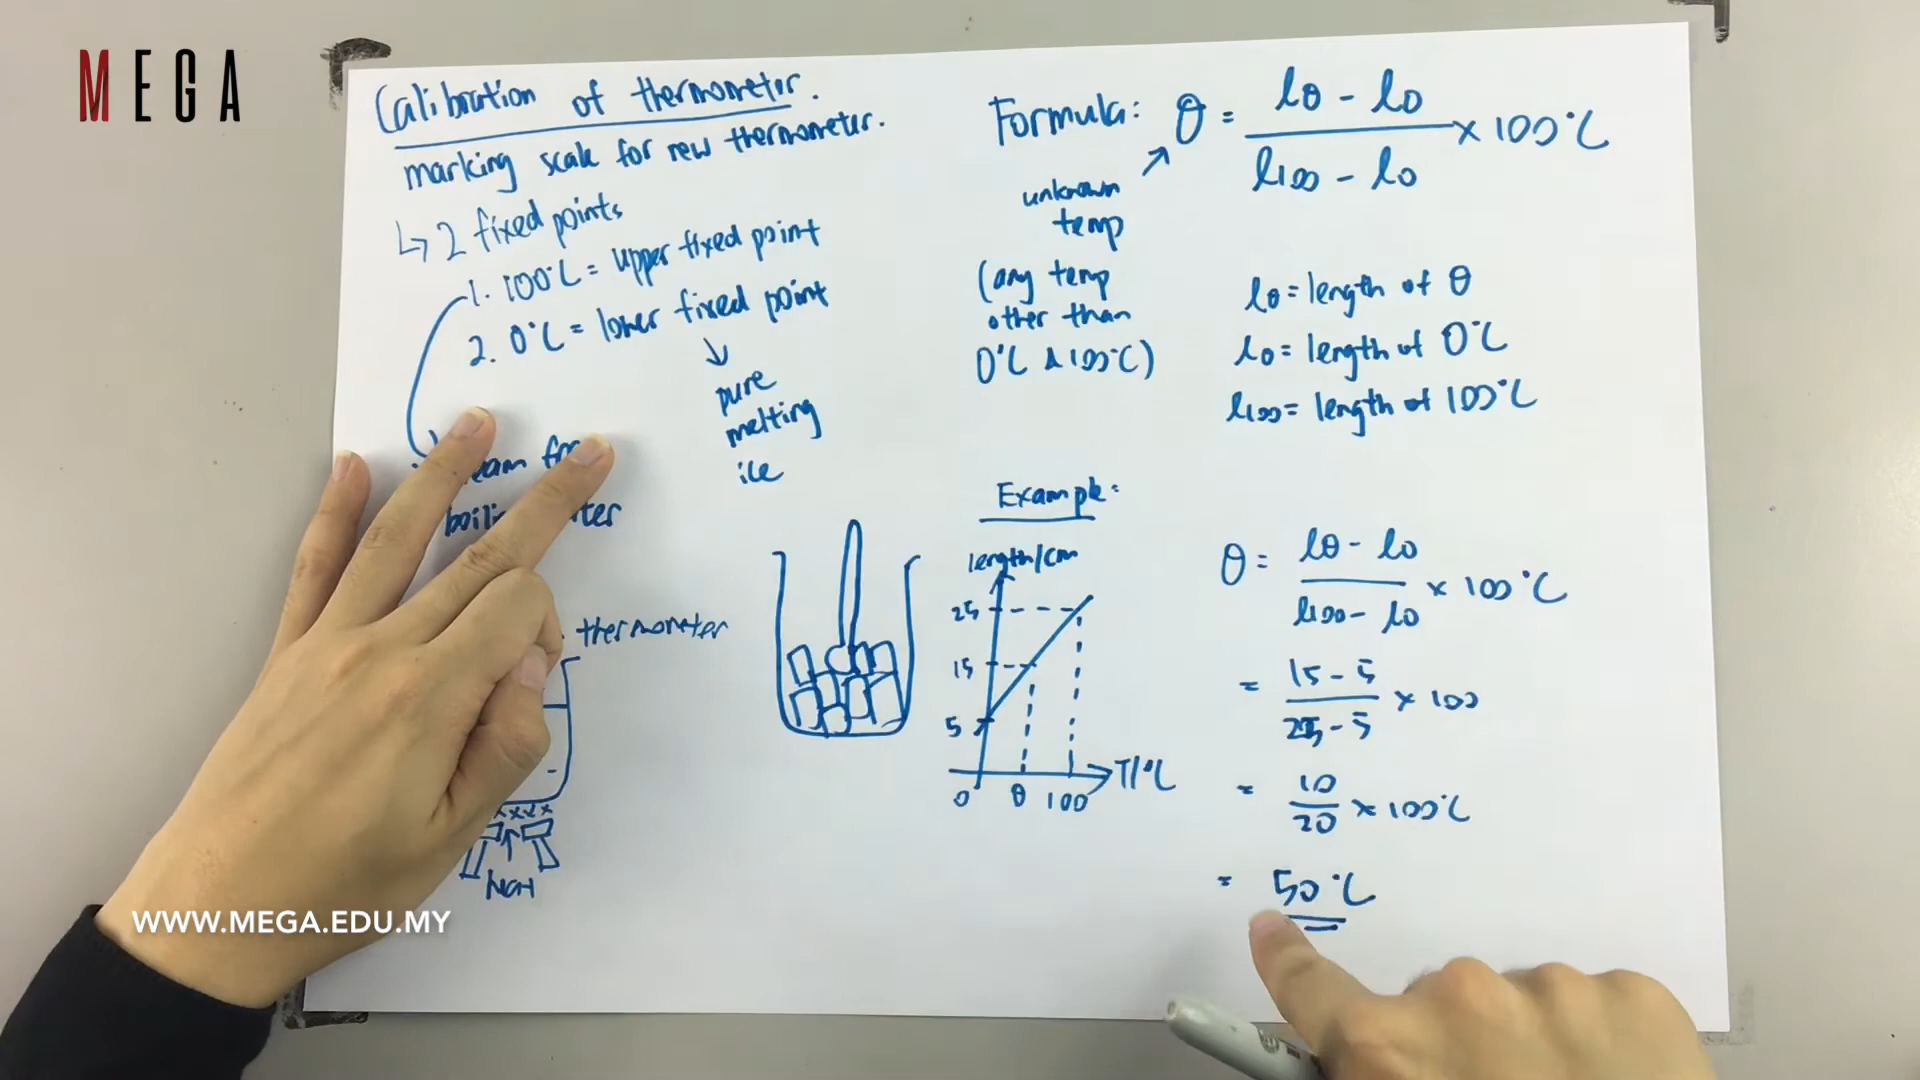 MEGA
Calibration of thermometer.
marking scale for new thermometer.
↳ 2 fixed points
1. 100°C = upper fixed point
2. 0°C = lower fixed point
pure
melting
ice
thermometer
Formula: θ = lθ - l0 / l100 - l0 × 100°C
unknown
temp
(any temp
other than
0°C & 100°C)
lθ = length of θ
l0 = length of 0°C
l100 = length of 100°C
Example:
length/cm
25
15
5
0 θ 100 T/°C
θ = lθ - l0 / l100 - l0 × 100°C
= 15 - 5 / 25 - 5 × 100
= 10 / 20 × 100°C
= 50°C
WWW.MEGA.EDU.MY